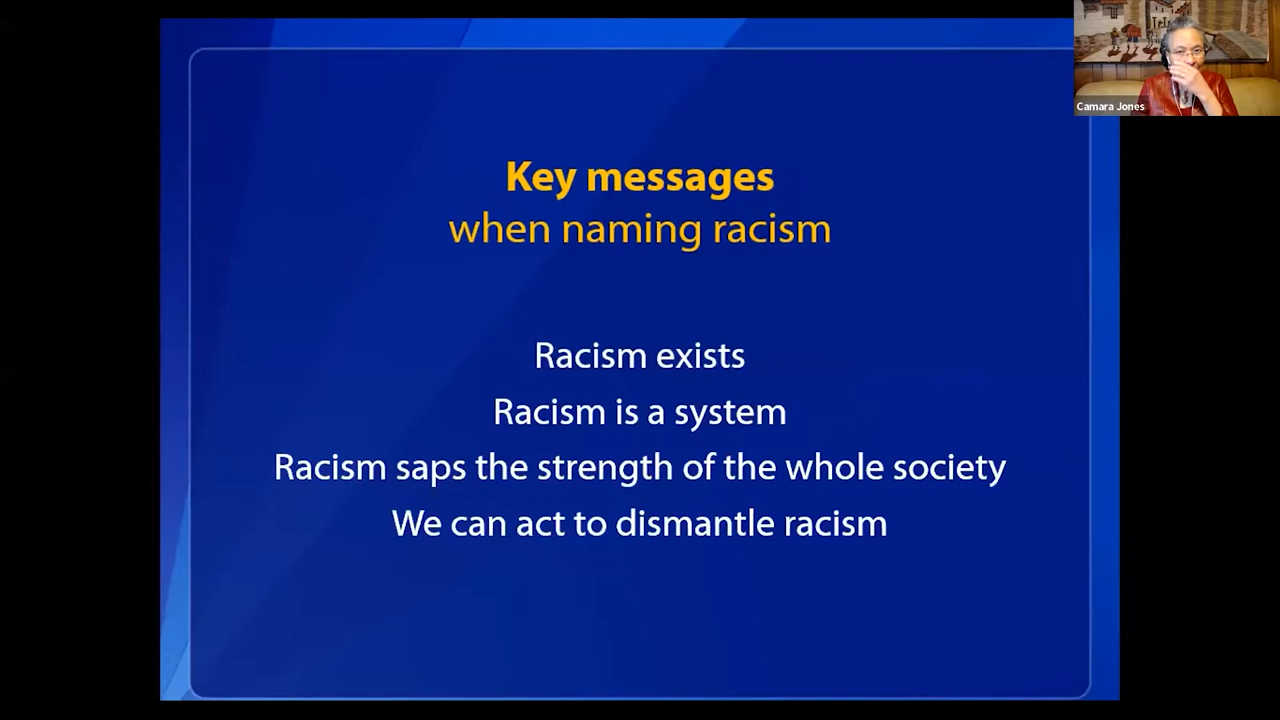 Key messages
when naming racism
Racism exists
Racism is a system
Racism saps the strength of the whole society
We can act to dismantle racism
Camara Jones